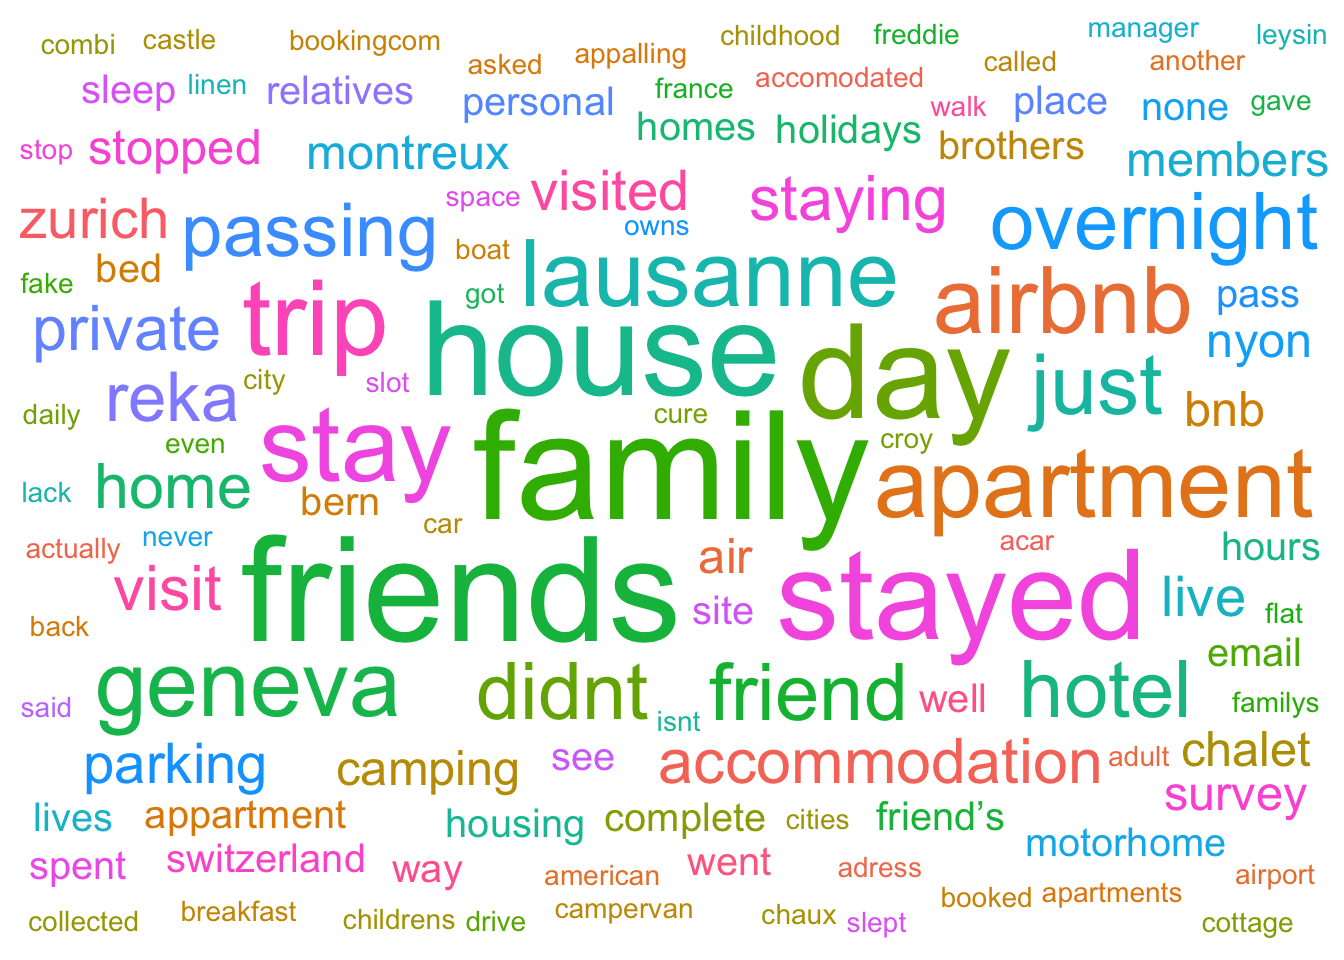 combi castle bookingcom asked appalling childhood freddie manager leysin
sleep linen relatives personal france accomodated called another
stop stopped montreux homes holidays walk place none gave
brothers members
zurich passing space visited owns staying overnight
fake bed boat got lausanne airbnb pass
private trip house day just nyon
reka city slot bnb
daily even stay family cure croy apartment
lack home bern car
actually never friends air acar hours
visit site stayed live flat
back email
said geneva didnt isnt friend well hotel familys
parking camping see accommodation adult chalet
survey
lives appartment housing complete cities friend’s motorhome
spent switzerland way american went adress booked apartments airport
collected breakfast childrens drive campervan chaux slept cottage